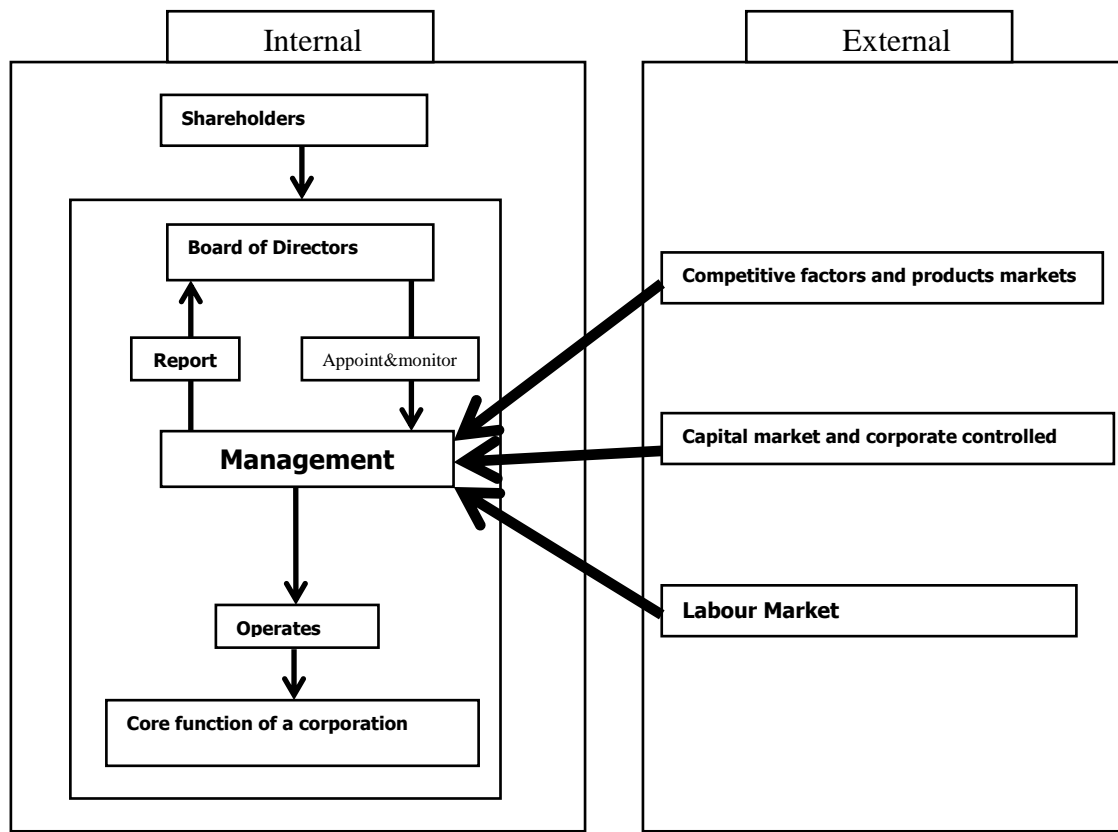 Internal
External
Shareholders
Board of Directors
Competitive factors and products markets
Report
Appoint&monitor
Management
Capital market and corporate controlled
Operates
Labour Market
Core function of a corporation